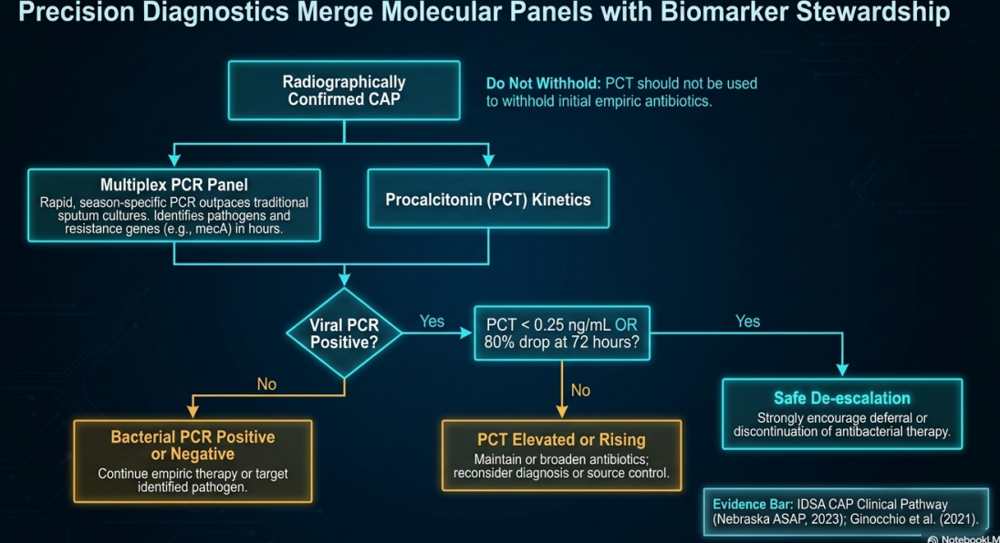 Precision Diagnostics Merge Molecular Panels with Biomarker Stewardship
Radiographically
Confirmed CAP
Do Not Withhold: PCT should not be used
to withhold initial empiric antibiotics.
Multiplex PCR Panel
Rapid, season-specific PCR outpaces traditional
sputum cultures. Identifies pathogens and
resistance genes (e.g., mecA) in hours.
Procalcitonin (PCT) Kinetics
Viral PCR
Positive?
Yes
PCT < 0.25 ng/mL OR
80% drop at 72 hours?
Yes
No
No
Safe De-escalation
Strongly encourage deferral or
discontinuation of antibacterial therapy.
Bacterial PCR Positive
or Negative
Continue empiric therapy or target
identified pathogen.
PCT Elevated or Rising
Maintain or broaden antibiotics;
reconsider diagnosis or source control.
Evidence Bar: IDSA CAP Clinical Pathway
(Nebraska ASAP, 2023); Ginocchio et al. (2021).
NotebookLM